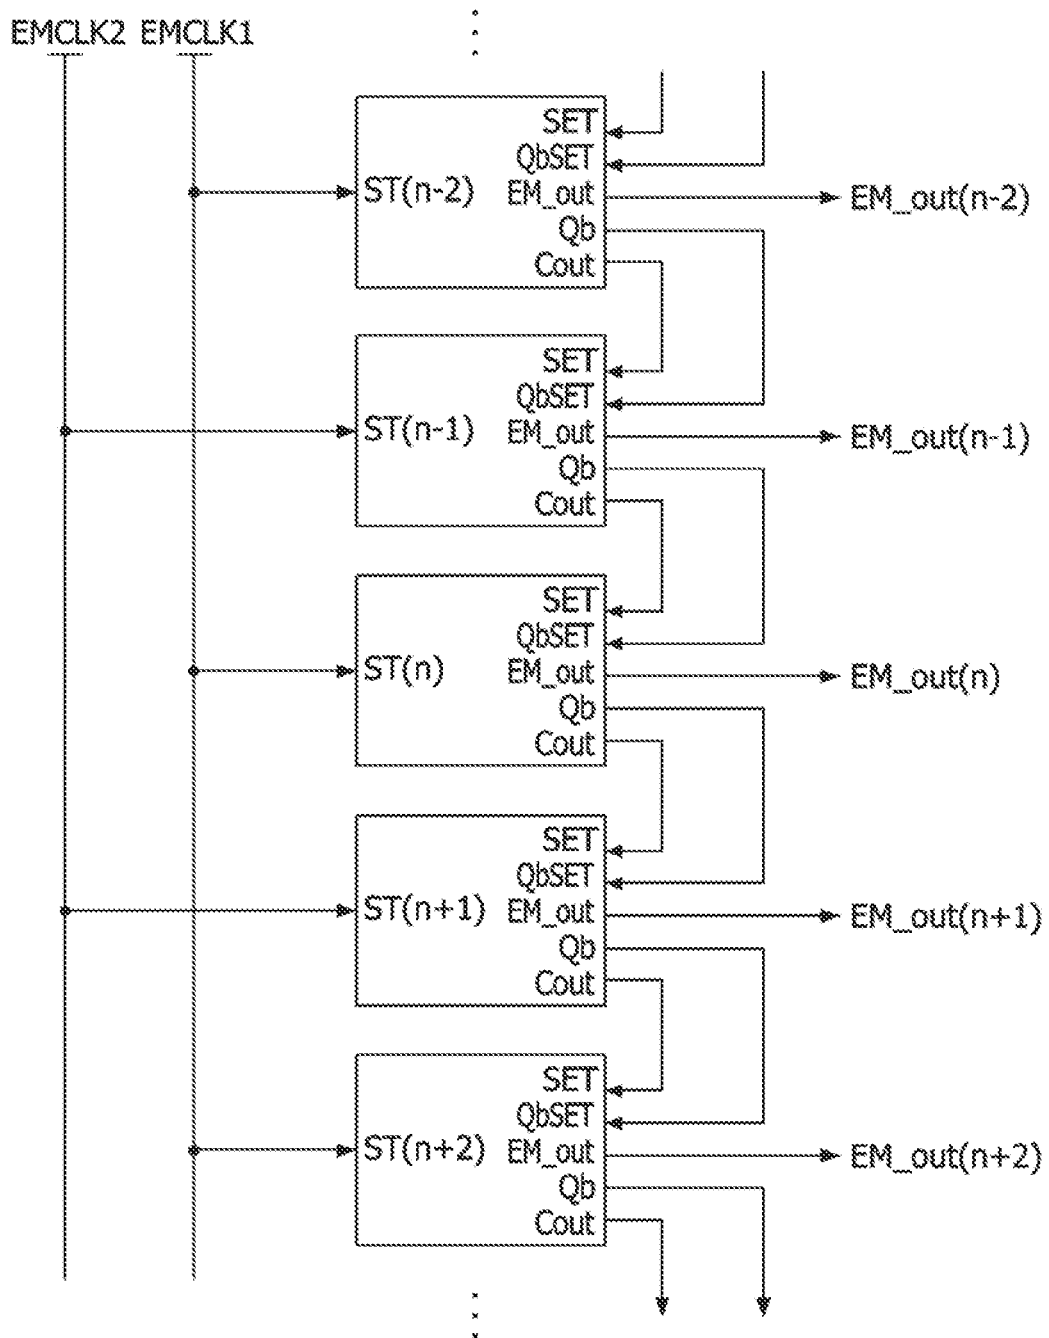 EMCLK2 EMCLK1
SET
QbSET
ST(n-2) EM_out EM_out(n-2)
Qb
Cout
SET
QbSET
ST(n-1) EM_out EM_out(n-1)
Qb
Cout
SET
QbSET
ST(n) EM_out EM_out(n)
Qb
Cout
SET
QbSET
ST(n+1) EM_out EM_out(n+1)
Qb
Cout
SET
QbSET
ST(n+2) EM_out EM_out(n+2)
Qb
Cout